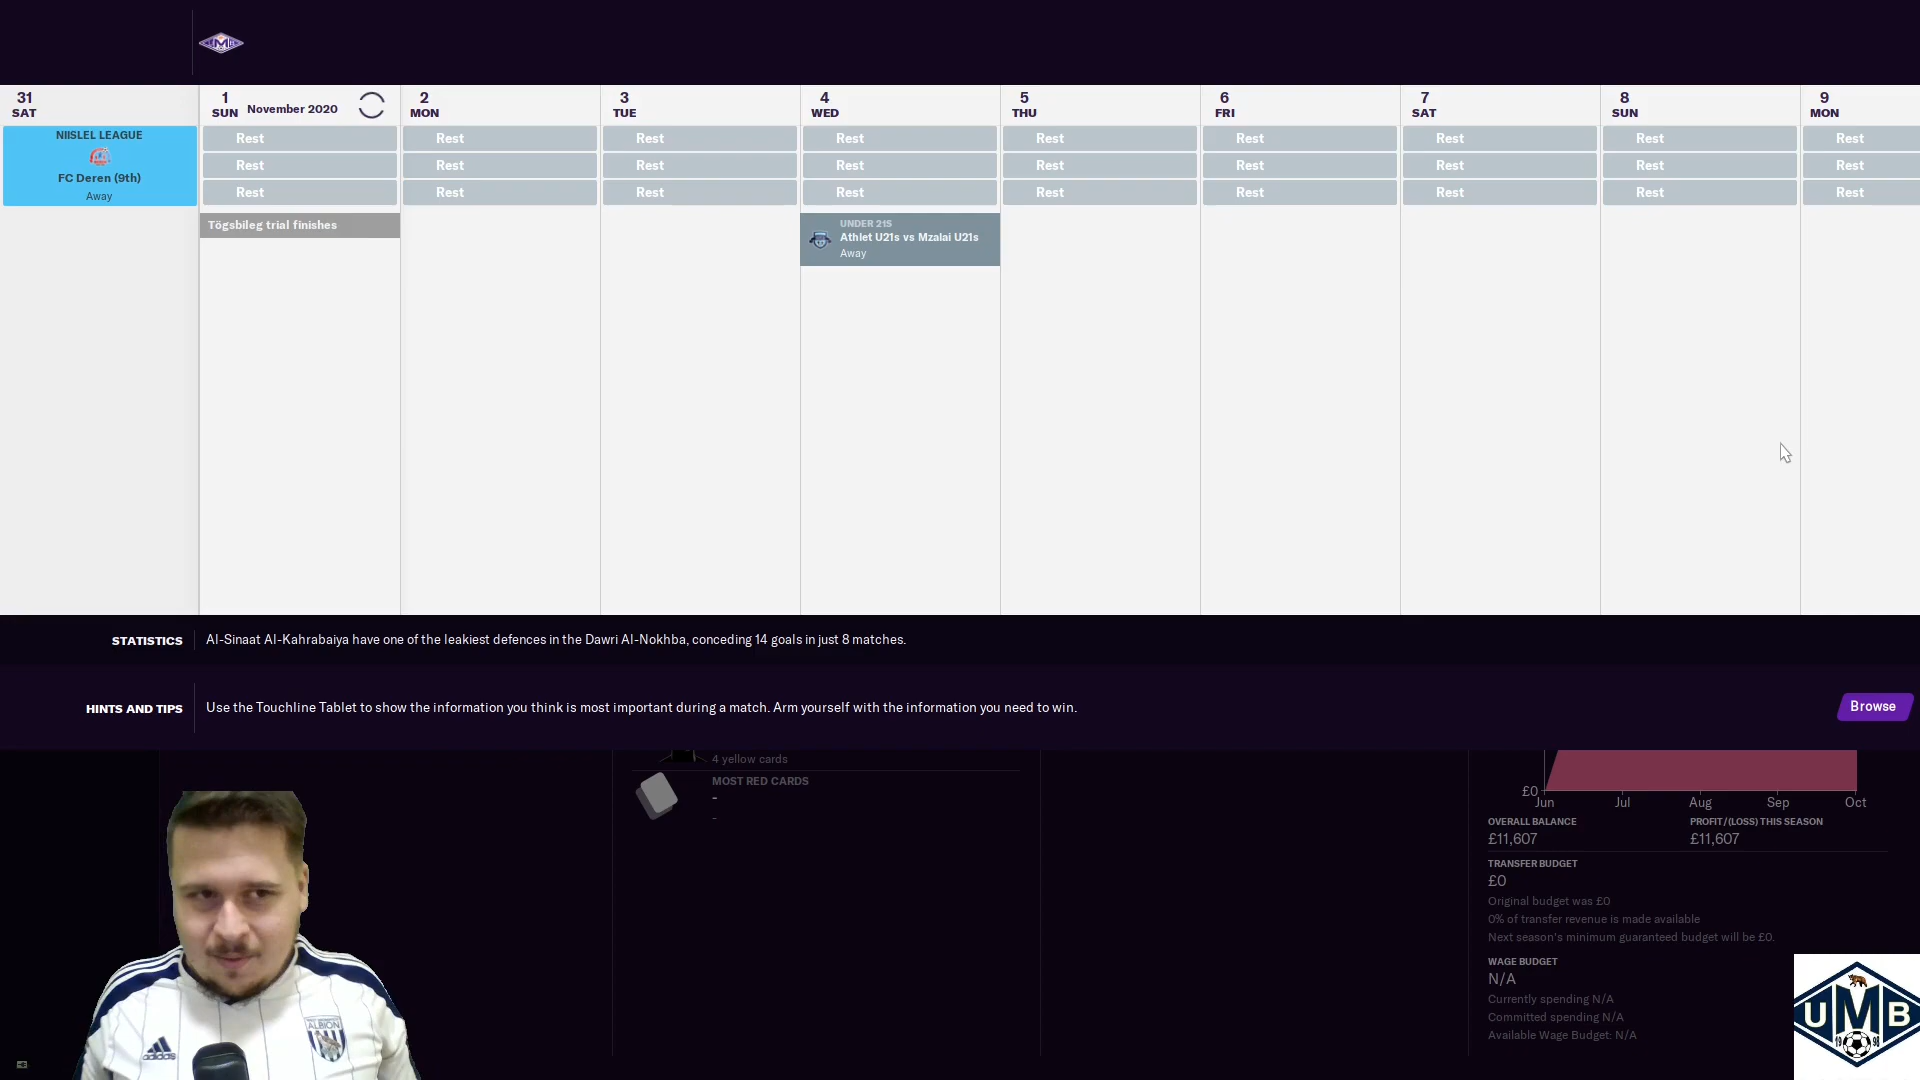 31
SAT
1
SUN November 2020
2
MON
3
TUE
4
WED
5
THU
6
FRI
7
SAT
8
SUN
9
MON
NIISLEL LEAGUE
FC Deren (9th)
Away
Rest Rest Rest Rest Rest Rest Rest Rest Rest
Rest Rest Rest Rest Rest Rest Rest Rest Rest
Rest Rest Rest Rest Rest Rest Rest Rest Rest
Tögsbileg trial finishes
UNDER 21S
Athlet U21s vs Mzalai U21s
Away
STATISTICS
Al-Sinaat Al-Kahrabaiya have one of the leakiest defences in the Dawri Al-Nokhba, conceding 14 goals in just 8 matches.
HINTS AND TIPS
Use the Touchline Tablet to show the information you think is most important during a match. Arm yourself with the information you need to win.
Browse
4 yellow cards
MOST RED CARDS
-
-
£0
Jun Jul Aug Sep Oct
OVERALL BALANCE
£11,607
PROFIT/(LOSS) THIS SEASON
£11,607
TRANSFER BUDGET
£0
Original budget was £0
0% of transfer revenue is made available
Next season's minimum guaranteed budget will be £0.
WAGE BUDGET
N/A
Currently spending N/A
Committed spending N/A
Available Wage Budget: N/A
adidas
ALBION
UMB
1998